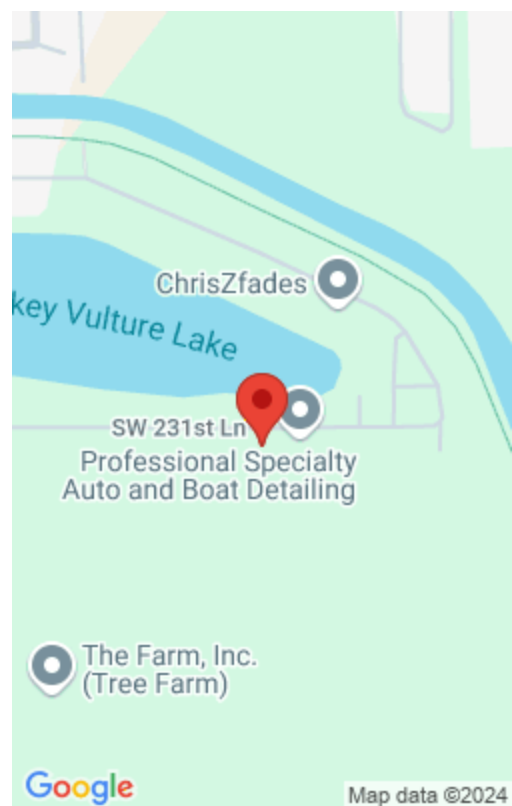 ChrisZfades
key Vulture Lake
SW 231st Ln
Professional Specialty
Auto and Boat Detailing
The Farm, Inc.
(Tree Farm)
Google
Map data ©2024